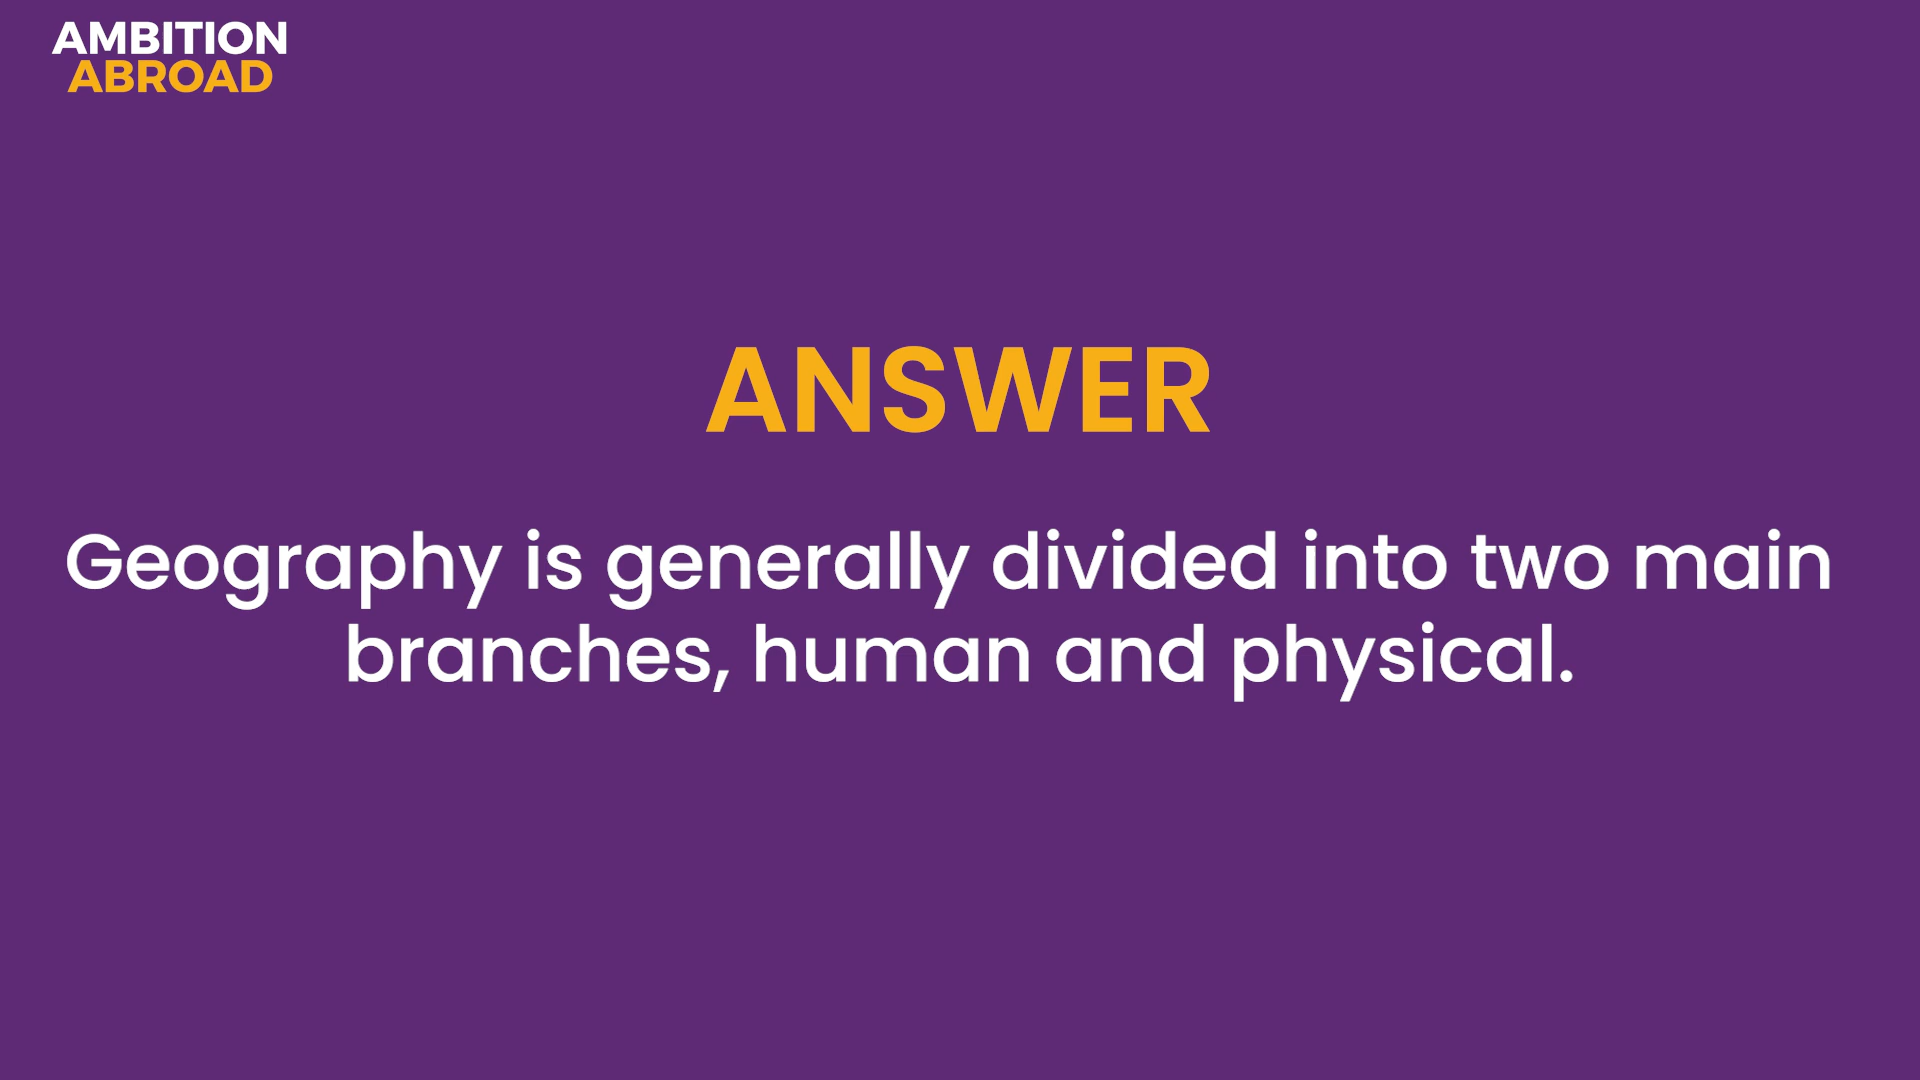 AMBITION
ABROAD
ANSWER
Geography is generally divided into two main
branches, human and physical.